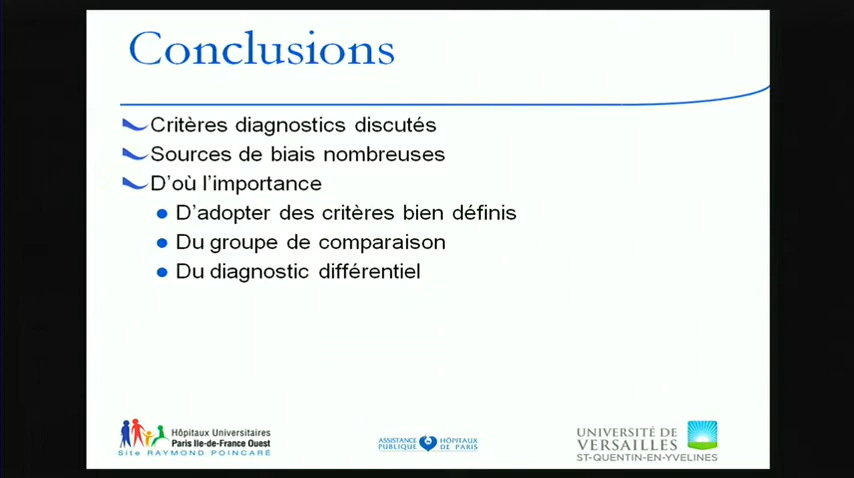 Conclusions
Critères diagnostics discutés
Sources de biais nombreuses
D'où l'importance
D'adopter des critères bien définis
Du groupe de comparaison
Du diagnostic différentiel
Hôpitaux Universitaires
Paris Ile-de-France Ouest
Site RAYMOND POINCARÉ
ASSISTANCE PUBLIQUE
HÔPITAUX DE PARIS
UNIVERSITÉ DE
VERSAILLES
ST-QUENTIN-EN-YVELINES